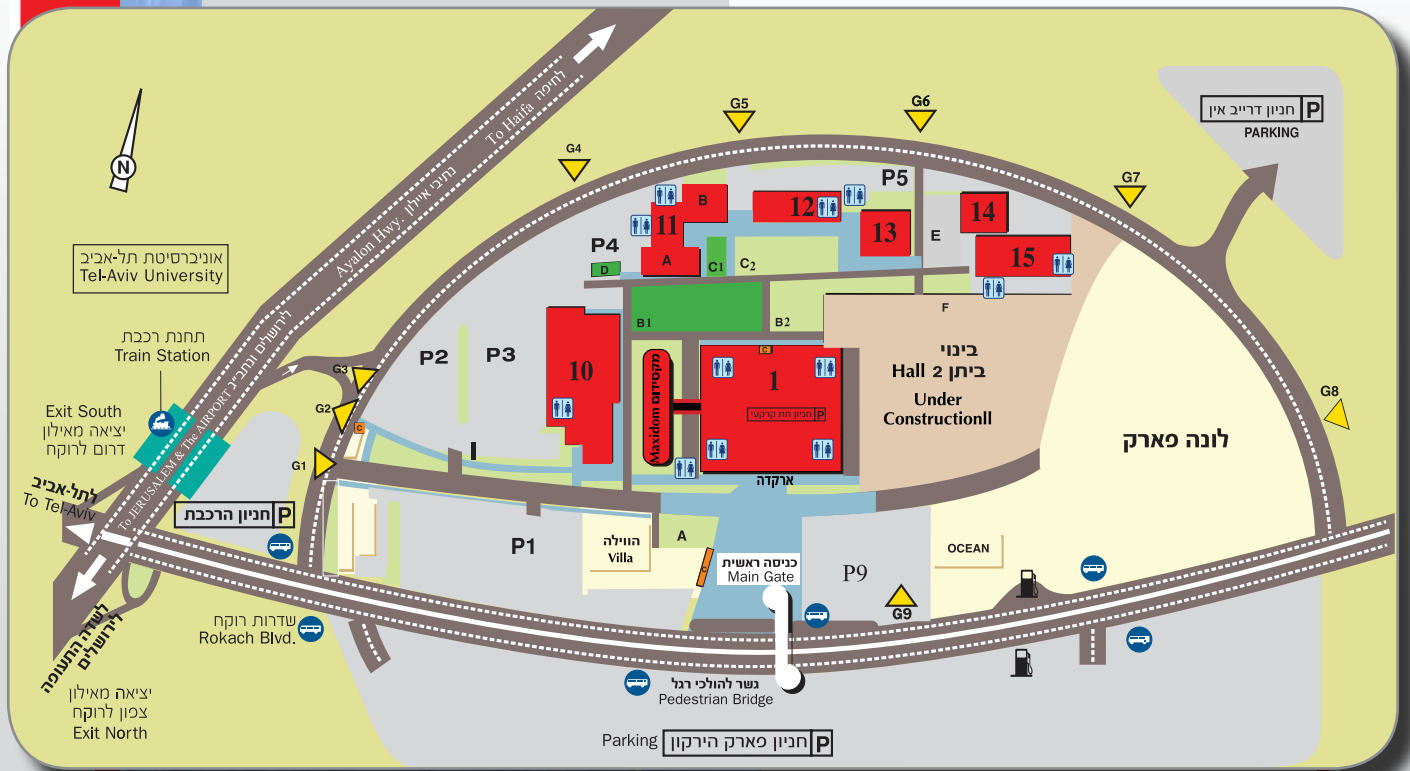 G5
G6
G4
G7
G8
G3
G2
G1
G9
N
P חניון דרייב אין
PARKING
לחיפה To Haifa
נתיבי איילון Ayalon Hwy.
לירושלים ונתב״ג To JERUSALEM & The AIRPORT
אוניברסיטת תל-אביב
Tel-Aviv University
תחנת רכבת
Train Station
Exit South
יציאה מאילון
דרום לרוקח
לתל-אביב
To Tel-Aviv
P חניון הרכבת
P5
B
11
A
12
13
14
15
E
P4
D
C1
C2
B1
B2
F
P2
P3
10
מקסידום Maxidom
C
1
P חניון תת קרקעי
ארקדה
בינוי
ביתן 2 Hall
Under
Constructionll
לונה פארק
C
I
P1
הווילה
Villa
A
C
כניסה ראשית
Main Gate
P9
OCEAN
שדרות רוקח
Rokach Blvd.
לשדה התעופה
לירושלים
יציאה מאילון
צפון לרוקח
Exit North
גשר להולכי רגל
Pedestrian Bridge
Parking P חניון פארק הירקון